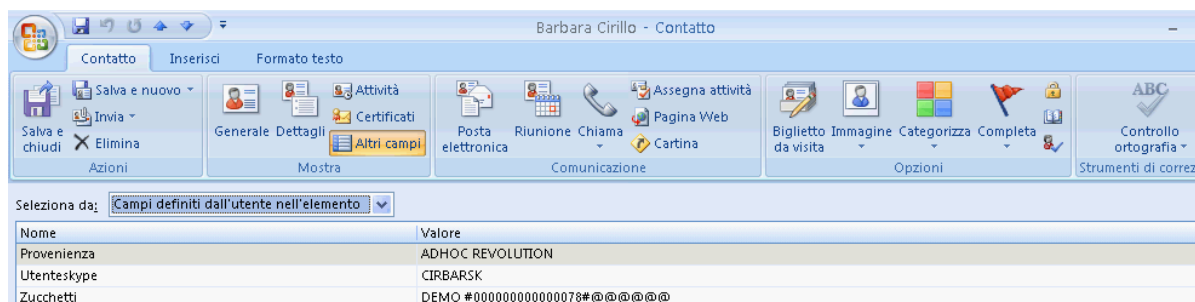 Barbara Cirillo - Contatto
Contatto Inserisci Formato testo
Salva e chiudi
Salva e nuovo
Invia
Elimina
Azioni
Generale
Dettagli
Attività
Certificati
Altri campi
Mostra
Posta elettronica
Riunione
Chiama
Assegna attività
Pagina Web
Cartina
Comunicazione
Biglietto da visita
Immagine
Categorizza
Completa
Opzioni
ABC
Controllo ortografia
Strumenti di correz
Seleziona da: Campi definiti dall'utente nell'elemento
Nome Valore
Provenienza ADHOC REVOLUTION
Utenteskype CIRBARSK
Zucchetti DEMO #000000000000078#@@@@@@